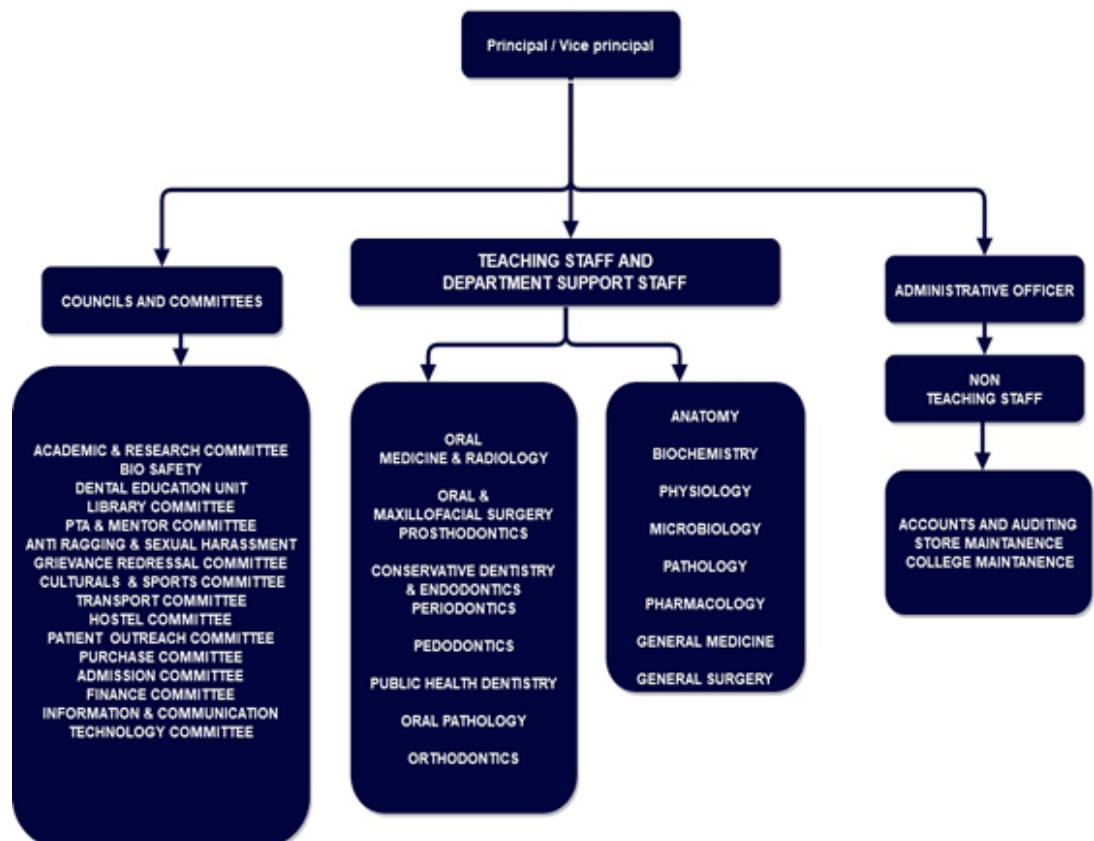 Principal / Vice principal
COUNCILS AND COMMITTEES
ACADEMIC & RESEARCH COMMITTEE
BIO SAFETY
DENTAL EDUCATION UNIT
LIBRARY COMMITTEE
PTA & MENTOR COMMITTEE
ANTI RAGGING & SEXUAL HARASSMENT
GRIEVANCE REDRESSAL COMMITTEE
CULTURALS & SPORTS COMMITTEE
TRANSPORT COMMITTEE
HOSTEL COMMITTEE
PATIENT OUTREACH COMMITTEE
PURCHASE COMMITTEE
ADMISSION COMMITTEE
FINANCE COMMITTEE
INFORMATION & COMMUNICATION
TECHNOLOGY COMMITTEE
TEACHING STAFF AND
DEPARTMENT SUPPORT STAFF
ORAL
MEDICINE & RADIOLOGY
ORAL &
MAXILLOFACIAL SURGERY
PROSTHODONTICS
CONSERVATIVE DENTISTRY
& ENDODONTICS
PERIODONTICS
PEDODONTICS
PUBLIC HEALTH DENTISTRY
ORAL PATHOLOGY
ORTHODONTICS
ANATOMY
BIOCHEMISTRY
PHYSIOLOGY
MICROBIOLOGY
PATHOLOGY
PHARMACOLOGY
GENERAL MEDICINE
GENERAL SURGERY
ADMINISTRATIVE OFFICER
NON
TEACHING STAFF
ACCOUNTS AND AUDITING
STORE MAINTANENCE
COLLEGE MAINTANENCE